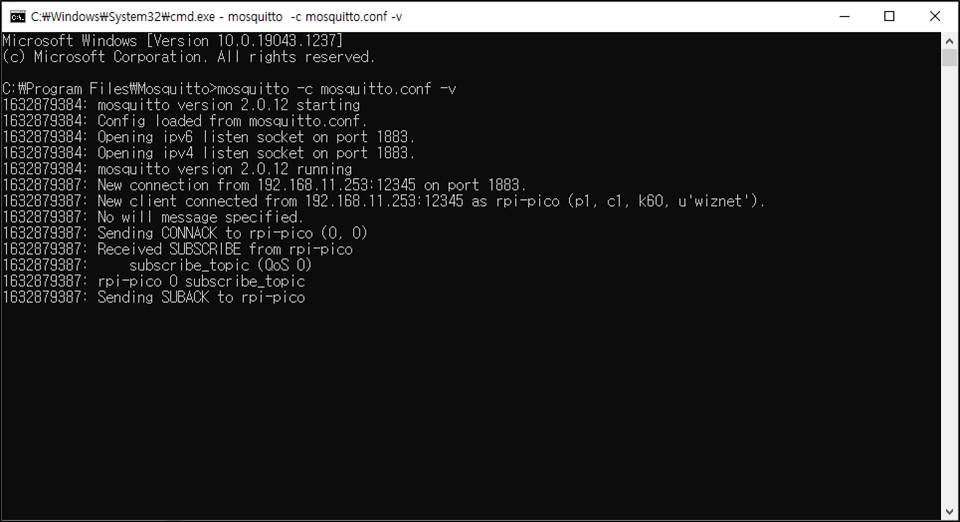 C:₩Windows₩System32₩cmd.exe - mosquitto  -c mosquitto.conf -v
Microsoft Windows [Version 10.0.19043.1237]
(c) Microsoft Corporation. All rights reserved.
C:₩Program Files₩Mosquitto>mosquitto -c mosquitto.conf -v
1632879384: mosquitto version 2.0.12 starting
1632879384: Config loaded from mosquitto.conf.
1632879384: Opening ipv6 listen socket on port 1883.
1632879384: Opening ipv4 listen socket on port 1883.
1632879384: mosquitto version 2.0.12 running
1632879387: New connection from 192.168.11.253:12345 on port 1883.
1632879387: New client connected from 192.168.11.253:12345 as rpi-pico (p1, c1, k60, u'wiznet').
1632879387: No will message specified.
1632879387: Sending CONNACK to rpi-pico (0, 0)
1632879387: Received SUBSCRIBE from rpi-pico
1632879387:     subscribe_topic (QoS 0)
1632879387: rpi-pico 0 subscribe_topic
1632879387: Sending SUBACK to rpi-pico